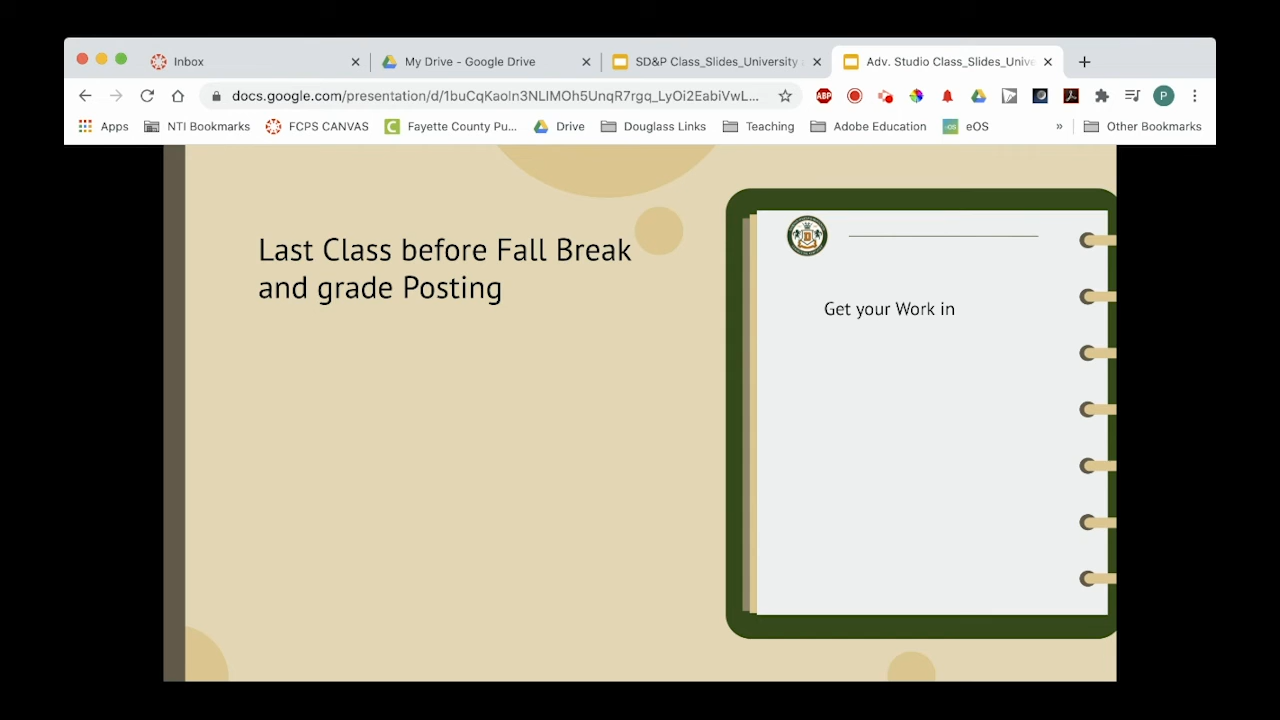 Inbox
My Drive - Google Drive
SD&P Class_Slides_University
Adv. Studio Class_Slides_Unive
docs.google.com/presentation/d/1buCqKaoln3NLIMOh5UnqR7rgq_LyOi2EabiVwL...
ABP
P
Apps
NTI Bookmarks
FCPS CANVAS
Fayette County Pu...
Drive
Douglass Links
Teaching
Adobe Education
eOS
»
Other Bookmarks
Last Class before Fall Break
and grade Posting
D
Get your Work in